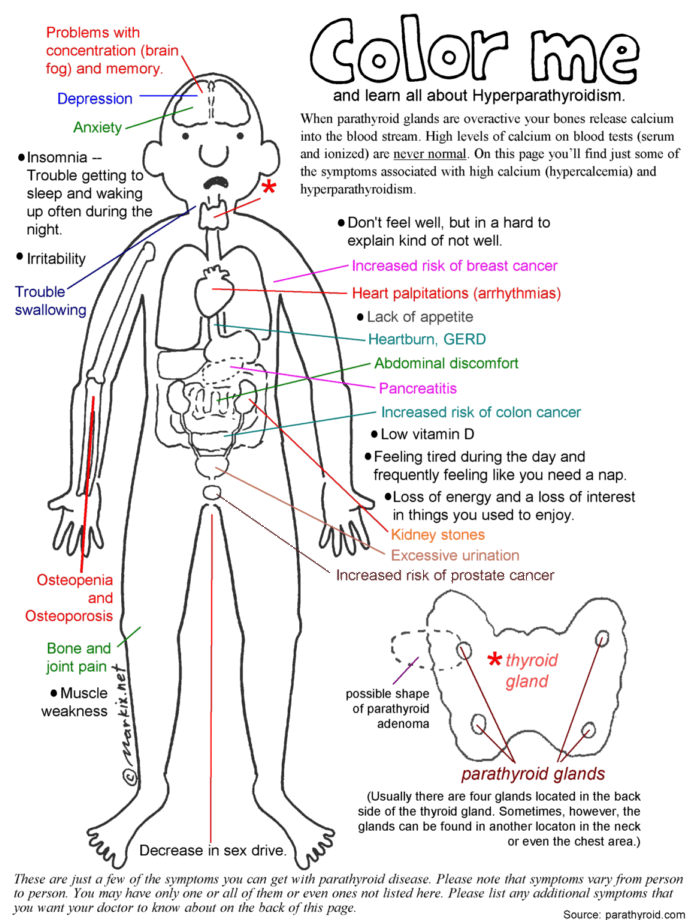 Color me
and learn all about Hyperparathyroidism.
When parathyroid glands are overactive your bones release calcium
into the blood stream. High levels of calcium on blood tests (serum
and ionized) are never normal. On this page you'll find just some of
the symptoms associated with high calcium (hypercalcemia) and
hyperparathyroidism.
Problems with
concentration (brain
fog) and memory.
Depression
Anxiety
●Insomnia --
Trouble getting to
sleep and waking
up often during the
night.
● Irritability
Trouble
swallowing
*
●Don't feel well, but in a hard to
explain kind of not well.
Increased risk of breast cancer
Heart palpitations (arrhythmias)
●Lack of appetite
Heartburn, GERD
Abdominal discomfort
Pancreatitis
Increased risk of colon cancer
●Low vitamin D
●Feeling tired during the day and
frequently feeling like you need a nap.
●Loss of energy and a loss of interest
in things you used to enjoy.
Kidney stones
Excessive urination
Increased risk of prostate cancer
Osteopenia
and
Osteoporosis
Bone and
joint pain
●Muscle
weakness
©markix.net
Decrease in sex drive.
*thyroid
gland
possible shape
of parathyroid
adenoma
parathyroid glands
(Usually there are four glands located in the back
side of the thyroid gland. Sometimes, however, the
glands can be found in another locaton in the neck
or even the chest area.)
These are just a few of the symptoms you can get with parathyroid disease. Please note that symptoms vary from person
to person. You may have only one or all of them or even ones not listed here. Please list any additional symptoms that
you want your doctor to know about on the back of this page.
Source: parathyroid.com